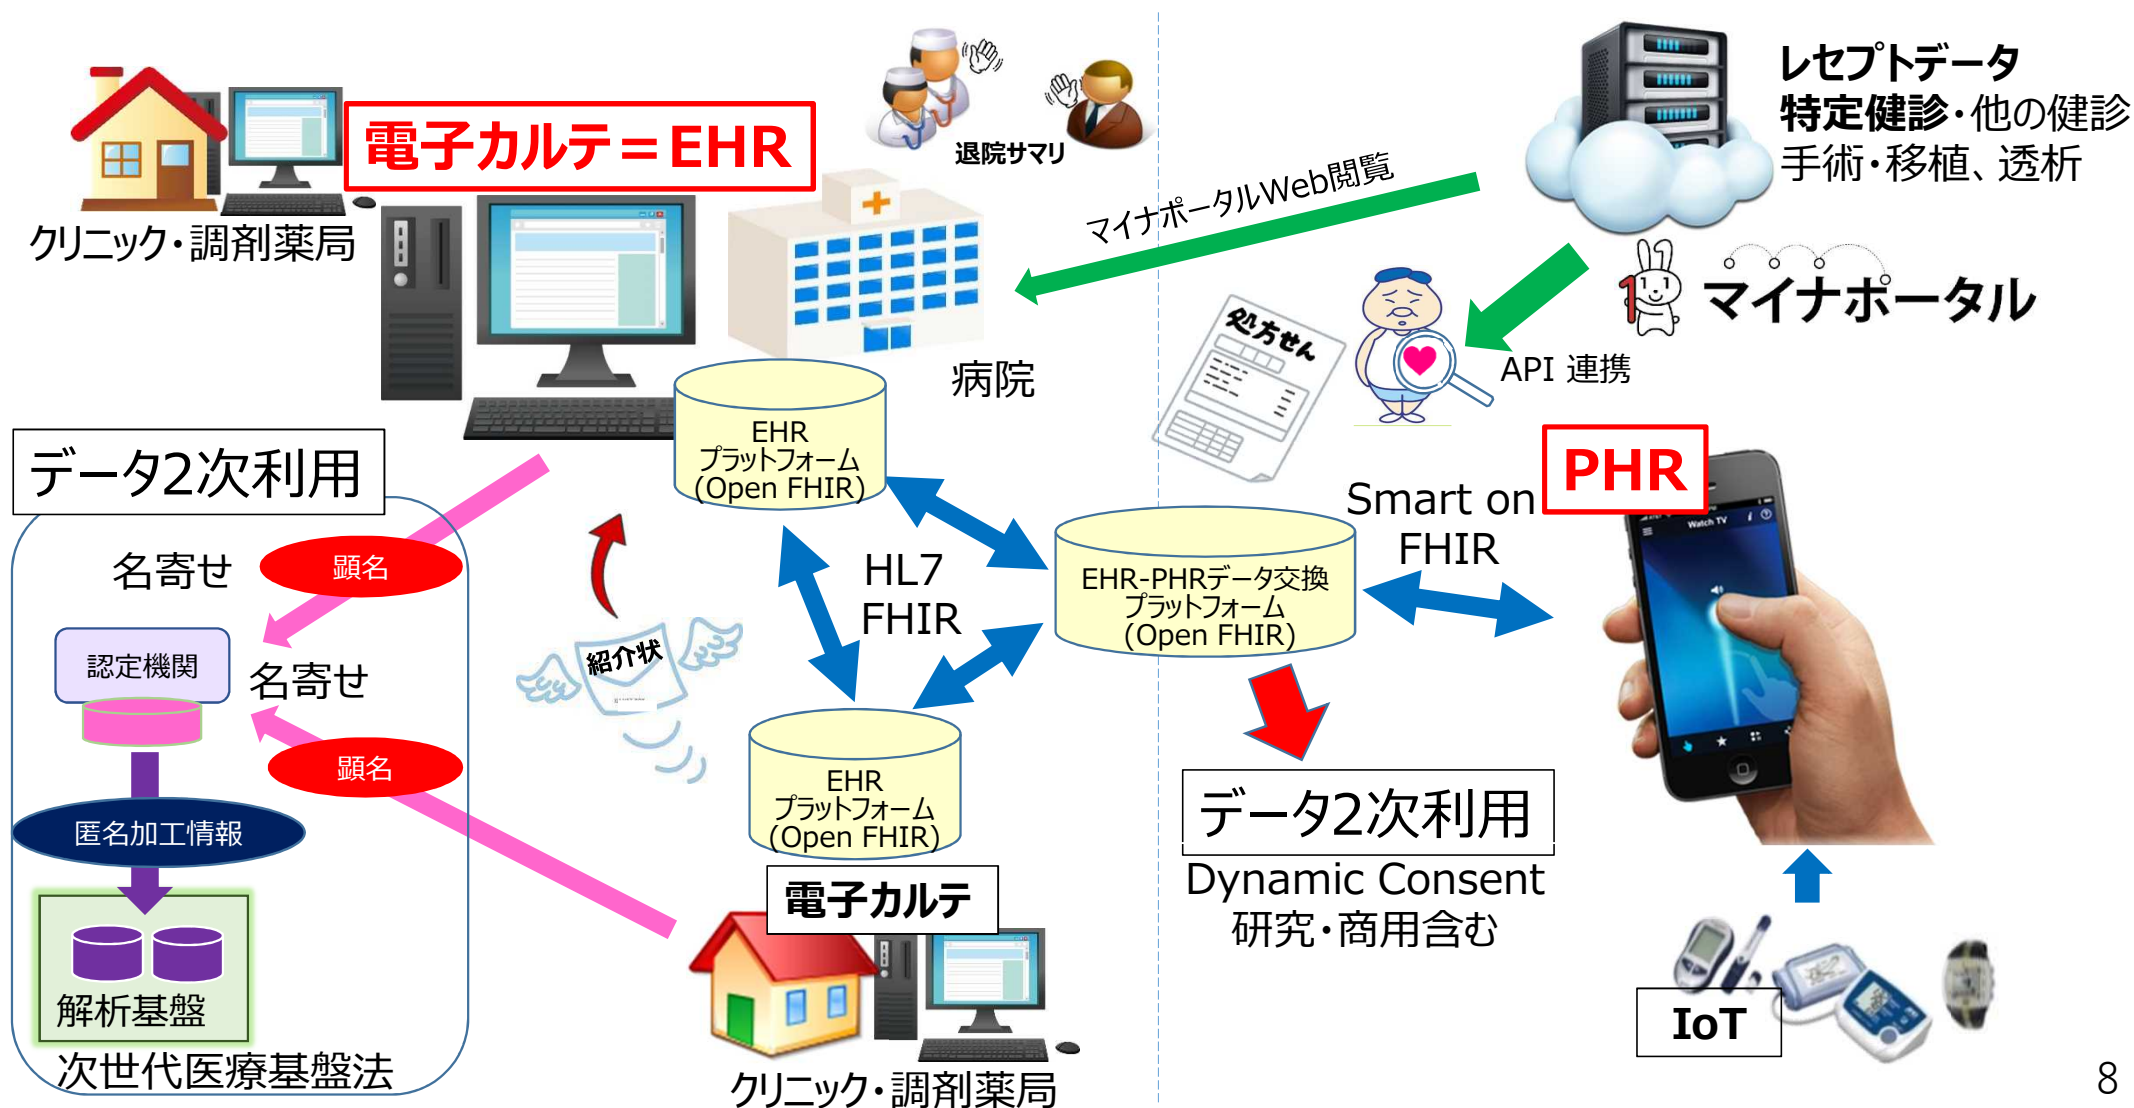 電子カルテ＝EHR
クリニック・調剤薬局
退院サマリ
病院
マイナポータルWeb閲覧
レセプトデータ
特定健診・他の健診
手術・移植、透析
マイナポータル
API 連携
処方せん
PHR
Smart on
FHIR
Watch TV
EHR
プラットフォーム
(Open FHIR)
HL7
FHIR
EHR-PHRデータ交換
プラットフォーム
(Open FHIR)
紹介状
EHR
プラットフォーム
(Open FHIR)
電子カルテ
クリニック・調剤薬局
データ2次利用
名寄せ
顕名
認定機関
名寄せ
顕名
匿名加工情報
解析基盤
次世代医療基盤法
データ2次利用
Dynamic Consent
研究・商用含む
IoT
8